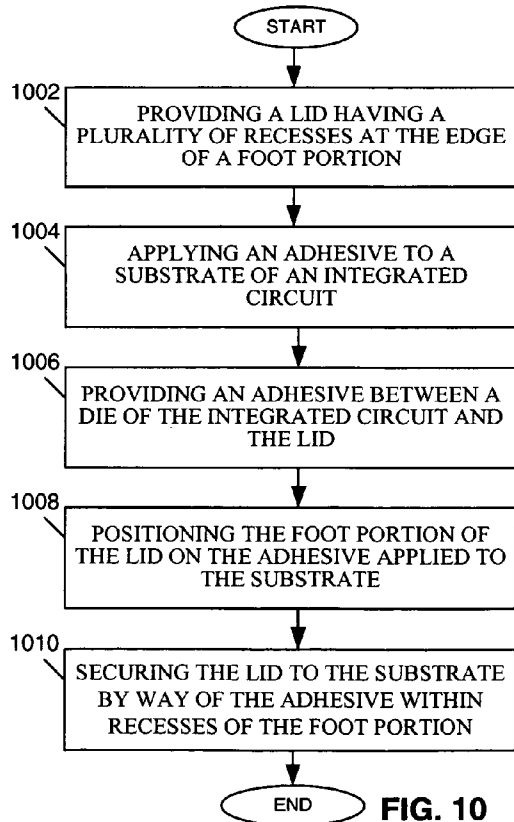 START
1002
PROVIDING A LID HAVING A
PLURALITY OF RECESSES AT THE EDGE
OF A FOOT PORTION
1004
APPLYING AN ADHESIVE TO A
SUBSTRATE OF AN INTEGRATED
CIRCUIT
1006
PROVIDING AN ADHESIVE BETWEEN A
DIE OF THE INTEGRATED CIRCUIT AND
THE LID
1008
POSITIONING THE FOOT PORTION OF
THE LID ON THE ADHESIVE APPLIED TO
THE SUBSTRATE
1010
SECURING THE LID TO THE SUBSTRATE
BY WAY OF THE ADHESIVE WITHIN
RECESSES OF THE FOOT PORTION
END
FIG. 10